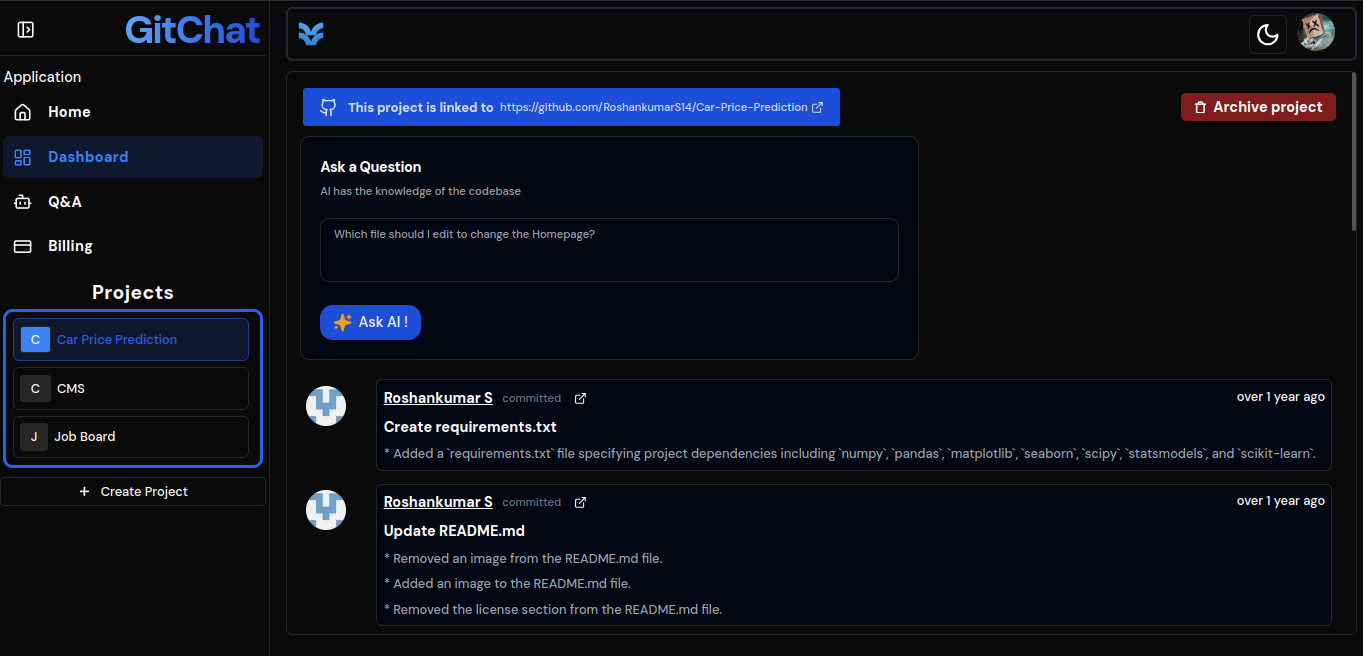 GitChat
Application
Home
Dashboard
Q&A
Billing
Projects
C Car Price Prediction
C CMS
J Job Board
+ Create Project
This project is linked to https://github.com/RoshankumarS14/Car-Price-Prediction
Archive project
Ask a Question
AI has the knowledge of the codebase
Which file should I edit to change the Homepage?
Ask AI !
Roshankumar S committed over 1 year ago
Create requirements.txt
* Added a `requirements.txt` file specifying project dependencies including `numpy`, `pandas`, `matplotlib`, `seaborn`, `scipy`, `statsmodels`, and `scikit-learn`.
Roshankumar S committed over 1 year ago
Update README.md
* Removed an image from the README.md file.
* Added an image to the README.md file.
* Removed the license section from the README.md file.